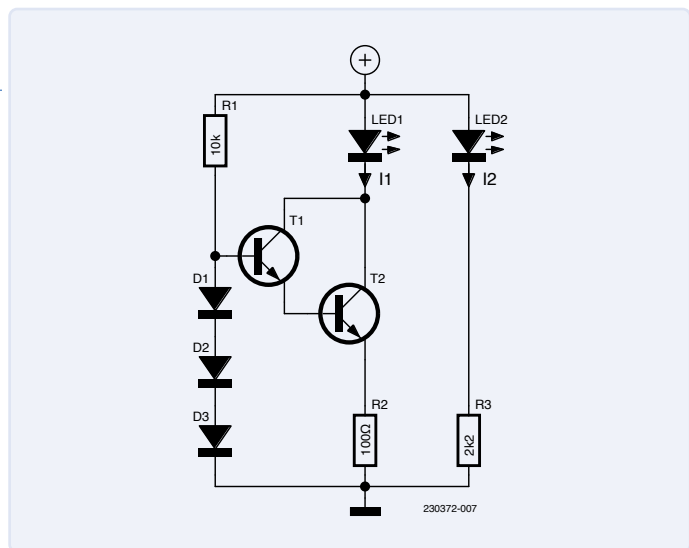 +
R1
10k
LED1
LED2
I1
I2
T1
T2
D1
D2
D3
R2
100Ω
R3
2k2
230372-007